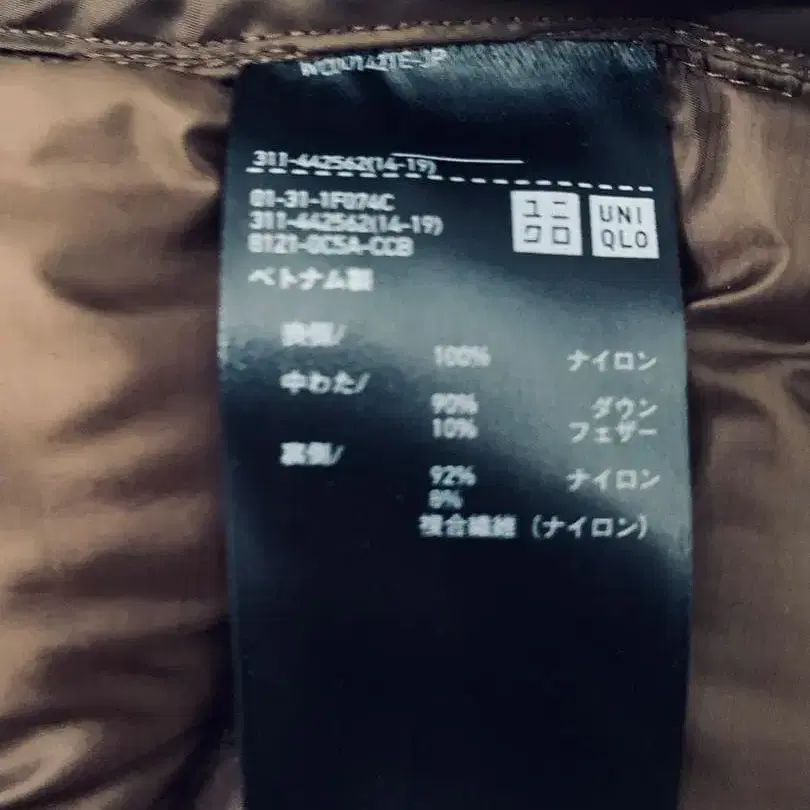 311-442562(14-19)
01-31-1F074C
311-442562(14-19)
8121-0C5A-CCB
ユニ
クロ
UNI
QLO
ベトナム製
表側/
100% ナイロン
中わた/
90% ダウン
10% フェザー
裏側/
92% ナイロン
8%
複合繊維（ナイロン）